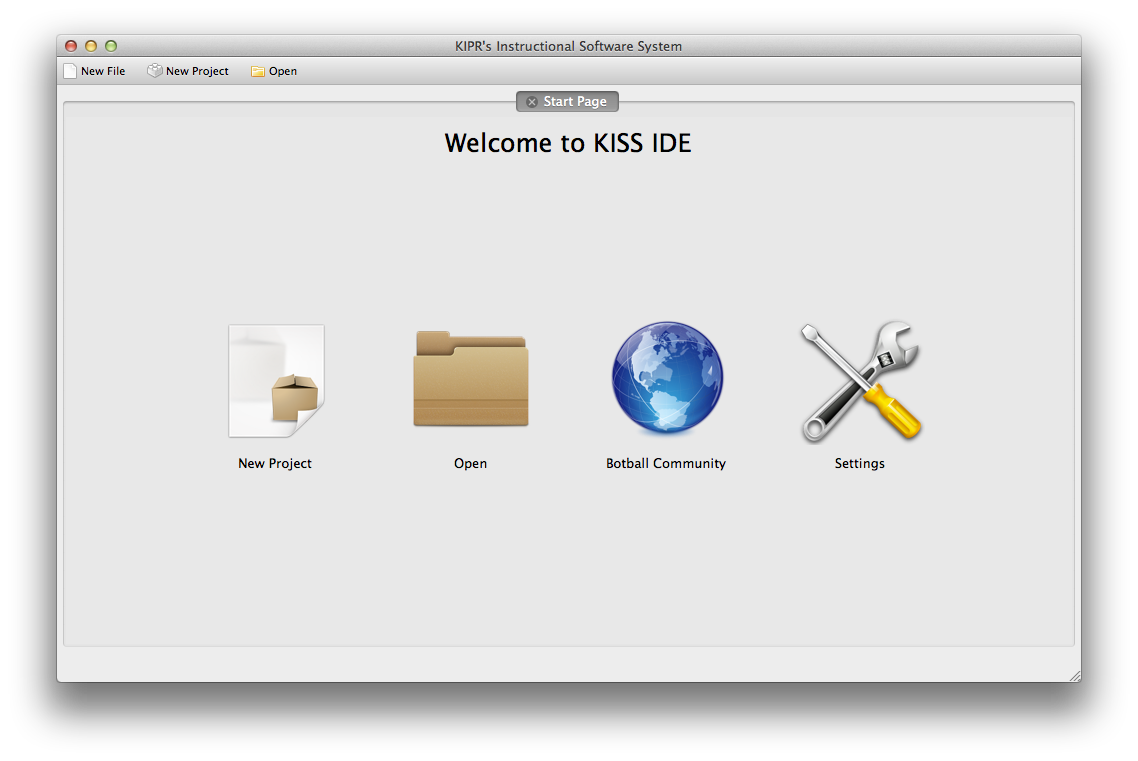 KIPR's Instructional Software System
New File New Project Open
Start Page
Welcome to KISS IDE
New Project Open Botball Community Settings